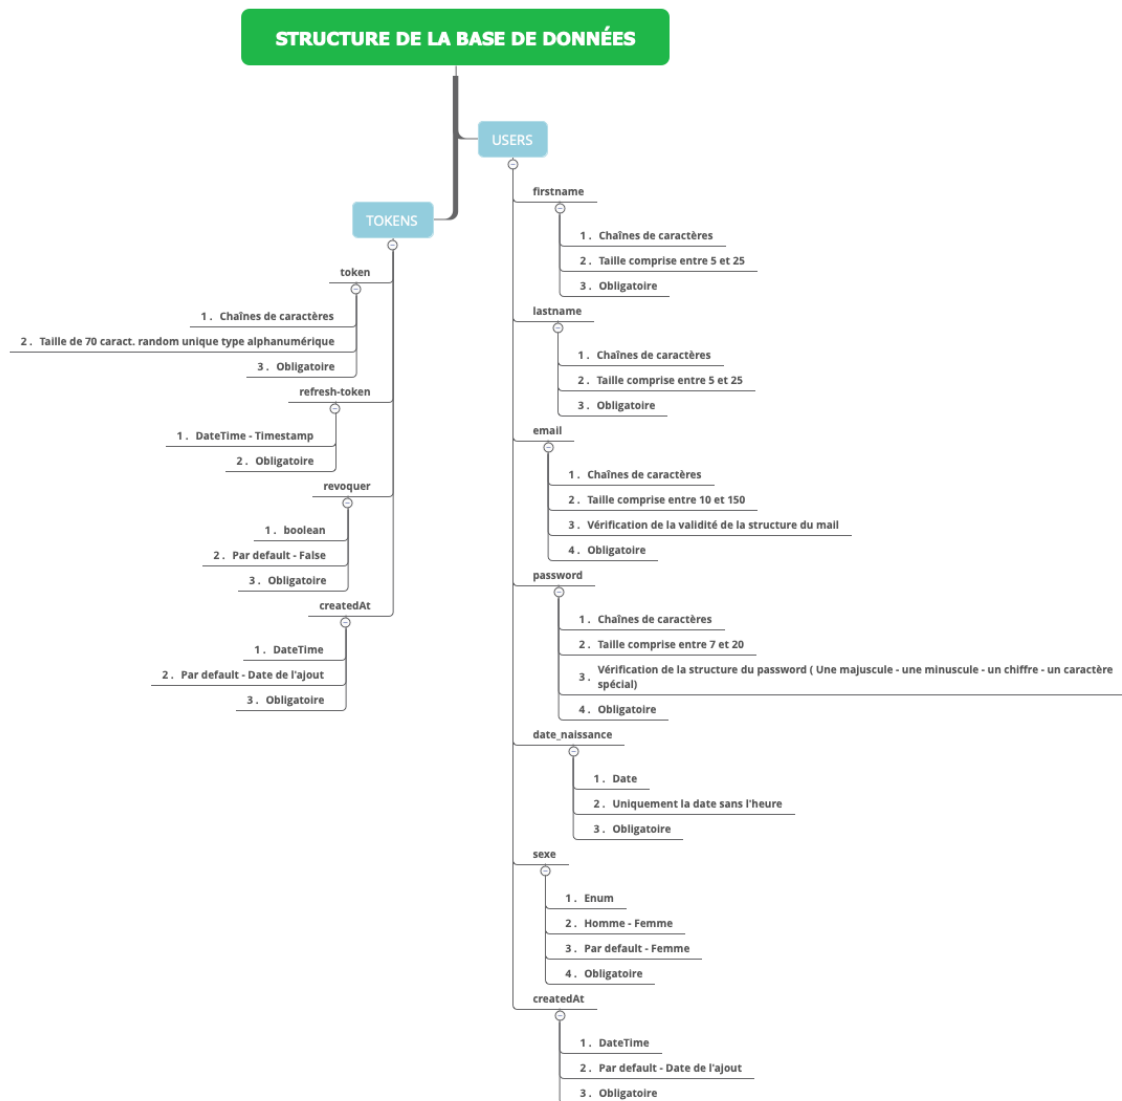 STRUCTURE DE LA BASE DE DONNÉES
USERS
firstname
1. Chaînes de caractères
2. Taille comprise entre 5 et 25
3. Obligatoire
lastname
1. Chaînes de caractères
2. Taille comprise entre 5 et 25
3. Obligatoire
email
1. Chaînes de caractères
2. Taille comprise entre 10 et 150
3. Vérification de la validité de la structure du mail
4. Obligatoire
password
1. Chaînes de caractères
2. Taille comprise entre 7 et 20
3. Vérification de la structure du password ( Une majuscule - une minuscule - un chiffre - un caractère
spécial)
4. Obligatoire
date_naissance
1. Date
2. Uniquement la date sans l'heure
3. Obligatoire
sexe
1. Enum
2. Homme - Femme
3. Par default - Femme
4. Obligatoire
createdAt
1. DateTime
2. Par default - Date de l'ajout
3. Obligatoire
TOKENS
token
1. Chaînes de caractères
2. Taille de 70 caract. random unique type alphanumérique
3. Obligatoire
refresh-token
1. DateTime - Timestamp
2. Obligatoire
revoquer
1. boolean
2. Par default - False
3. Obligatoire
createdAt
1. DateTime
2. Par default - Date de l'ajout
3. Obligatoire